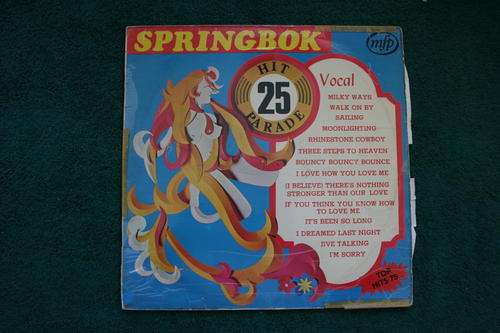 SPRINGBOK
mfp
HIT
25
PARADE
Vocal
MILKY WAYS
WALK ON BY
SAILING
MOONLIGHTING
RHINESTONE COWBOY
THREE STEPS TO HEAVEN
BOUNCY BOUNCY BOUNCE
I LOVE HOW YOU LOVE ME
(I BELIEVE) THERE'S NOTHING
STRONGER THAN OUR LOVE
IF YOU THINK YOU KNOW HOW
TO LOVE ME
IT'S BEEN SO LONG
I DREAMED LAST NIGHT
JIVE TALKING
I'M SORRY
TOP
HITS 75